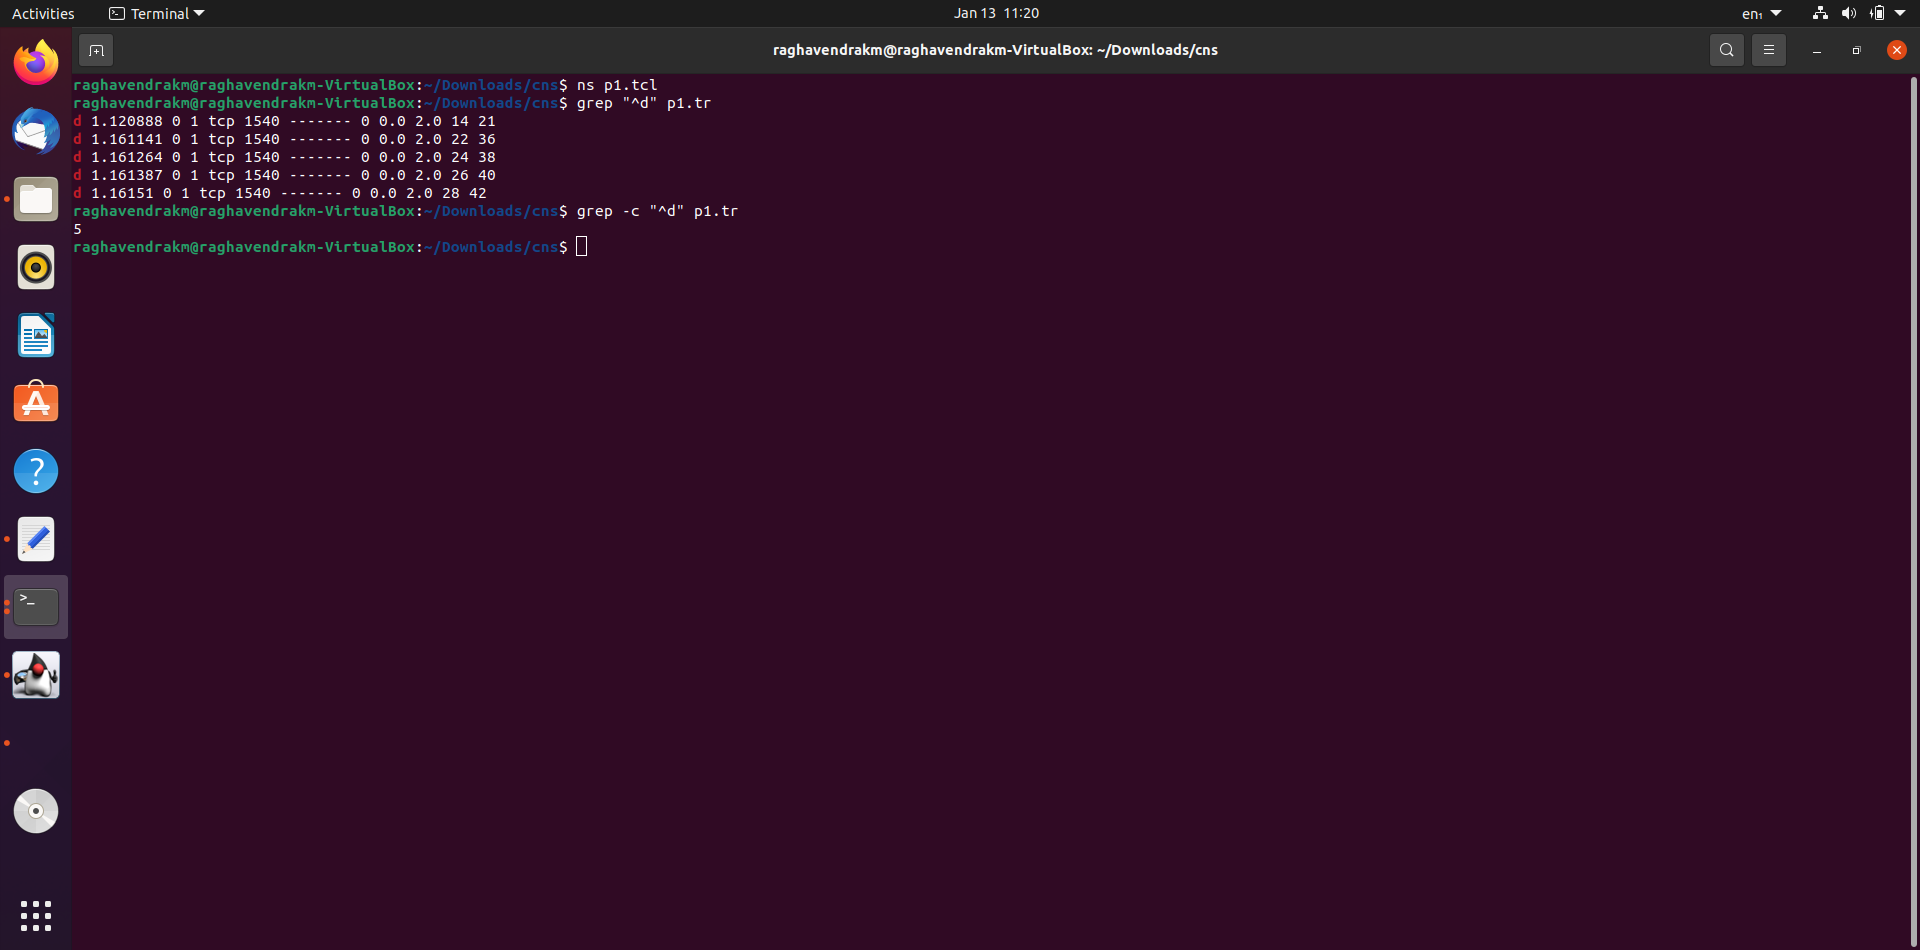 Activities Terminal Jan 13 11:20 en₁
raghavendrakm@raghavendrakm-VirtualBox: ~/Downloads/cns
raghavendrakm@raghavendrakm-VirtualBox:~/Downloads/cns$ ns p1.tcl
raghavendrakm@raghavendrakm-VirtualBox:~/Downloads/cns$ grep "^d" p1.tr
d 1.120888 0 1 tcp 1540 ------- 0 0.0 2.0 14 21
d 1.161141 0 1 tcp 1540 ------- 0 0.0 2.0 22 36
d 1.161264 0 1 tcp 1540 ------- 0 0.0 2.0 24 38
d 1.161387 0 1 tcp 1540 ------- 0 0.0 2.0 26 40
d 1.16151 0 1 tcp 1540 ------- 0 0.0 2.0 28 42
raghavendrakm@raghavendrakm-VirtualBox:~/Downloads/cns$ grep -c "^d" p1.tr
5
raghavendrakm@raghavendrakm-VirtualBox:~/Downloads/cns$